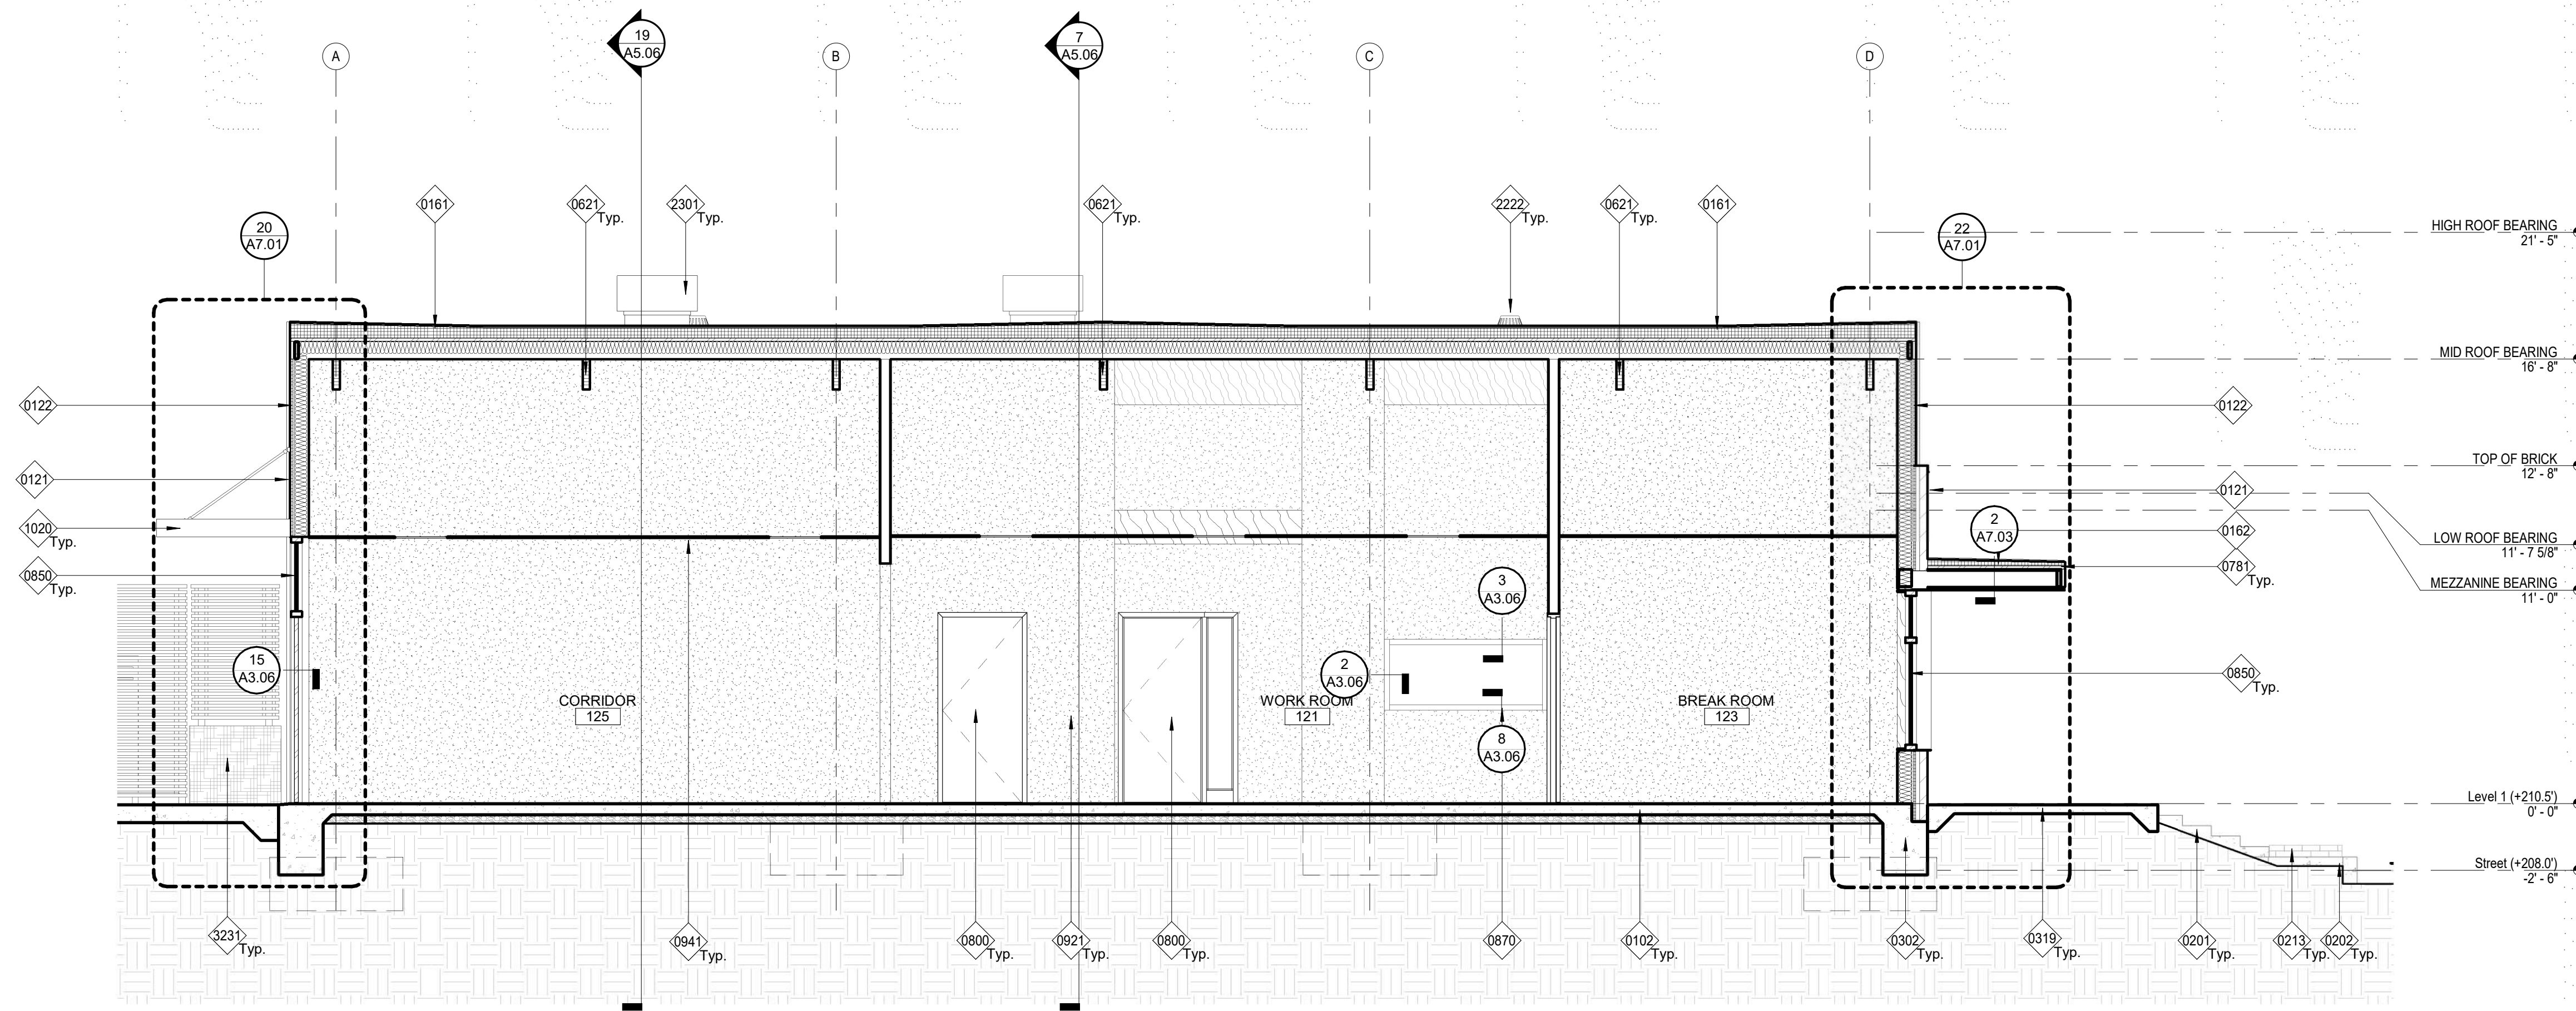 19
A5.06
7
A5.06
A
B
C
D
0161
0621
Typ.
2301
Typ.
0621
Typ.
2222
Typ.
0621
Typ.
0161
20
A7.01
22
A7.01
HIGH ROOF BEARING
21' - 5"
MID ROOF BEARING
16' - 8"
0122
0122
TOP OF BRICK
12' - 8"
0121
0121
1020
Typ.
2
A7.03
0162
LOW ROOF BEARING
11' - 7 5/8"
0850
Typ.
0781
Typ.
MEZZANINE BEARING
11' - 0"
3
A3.06
15
A3.06
2
A3.06
0850
Typ.
CORRIDOR
125
WORK ROOM
121
BREAK ROOM
123
8
A3.06
Level 1 (+210.5')
0' - 0"
Street (+208.0')
-2' - 6"
3231
Typ.
0941
Typ.
0800
Typ.
0921
Typ.
0800
Typ.
0870
0102
Typ.
0302
Typ.
0319
Typ.
0201
Typ.
0213
Typ.
0202
Typ.